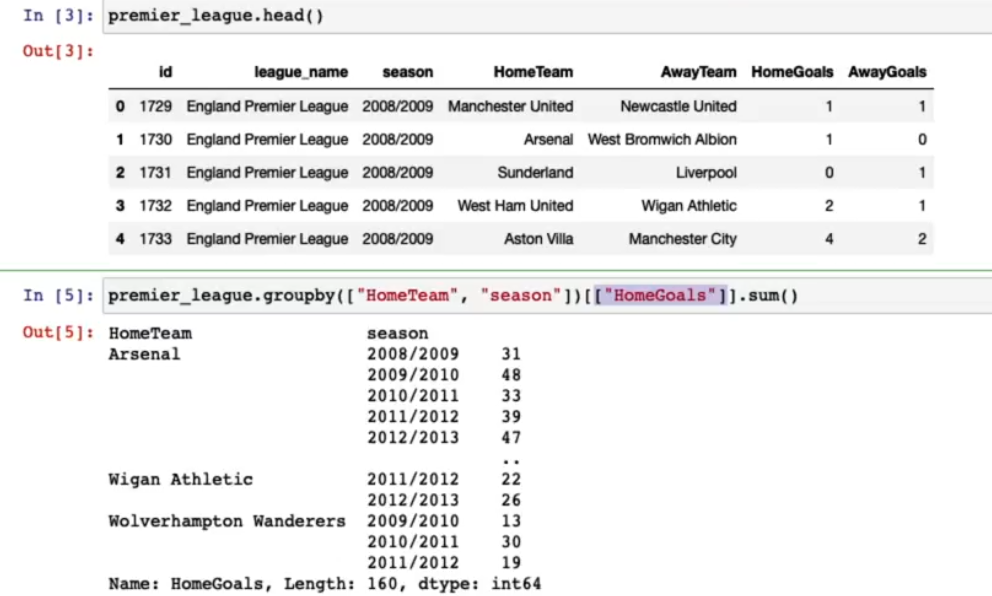 In [3]: premier_league.head()
Out[3]:
id league_name season HomeTeam AwayTeam HomeGoals AwayGoals
0 1729 England Premier League 2008/2009 Manchester United Newcastle United 1 1
1 1730 England Premier League 2008/2009 Arsenal West Bromwich Albion 1 0
2 1731 England Premier League 2008/2009 Sunderland Liverpool 0 1
3 1732 England Premier League 2008/2009 West Ham United Wigan Athletic 2 1
4 1733 England Premier League 2008/2009 Aston Villa Manchester City 4 2
In [5]: premier_league.groupby(["HomeTeam", "season"])[["HomeGoals"]].sum()
Out[5]: HomeTeam season
Arsenal 2008/2009 31
2009/2010 48
2010/2011 33
2011/2012 39
2012/2013 47
..
Wigan Athletic 2011/2012 22
2012/2013 26
Wolverhampton Wanderers 2009/2010 13
2010/2011 30
2011/2012 19
Name: HomeGoals, Length: 160, dtype: int64